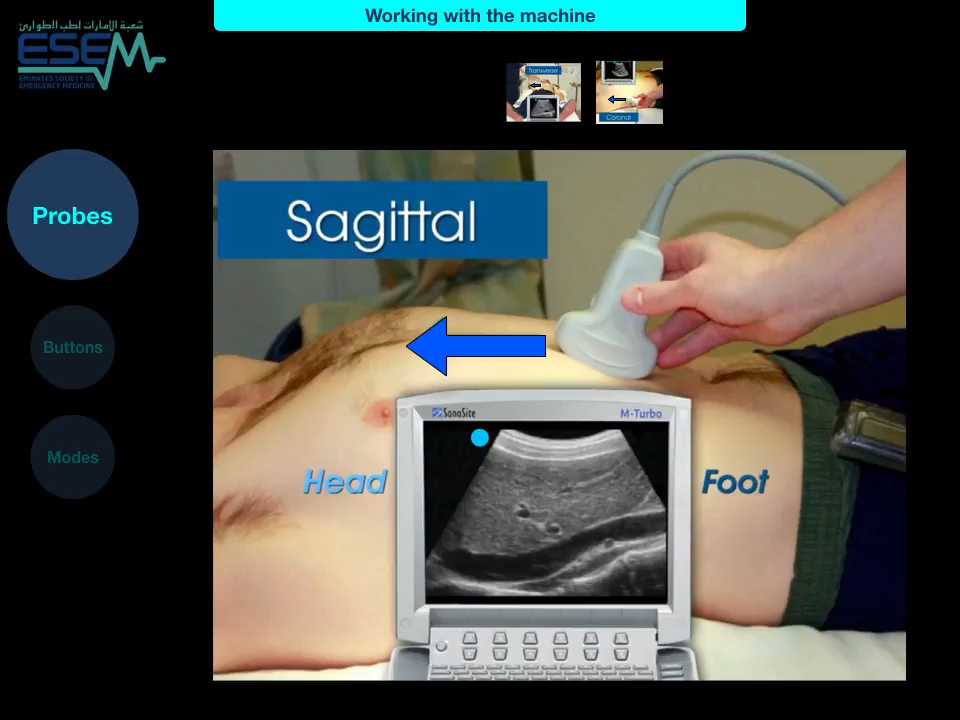 Working with the machine
شعبة الإمارات لطب الطوارئ
ESEM
EMIRATES SOCIETY OF
EMERGENCY MEDICINE
Transverse
Coronal
Probes
Sagittal
Buttons
SonoSite
M-Turbo
Modes
Head
Foot